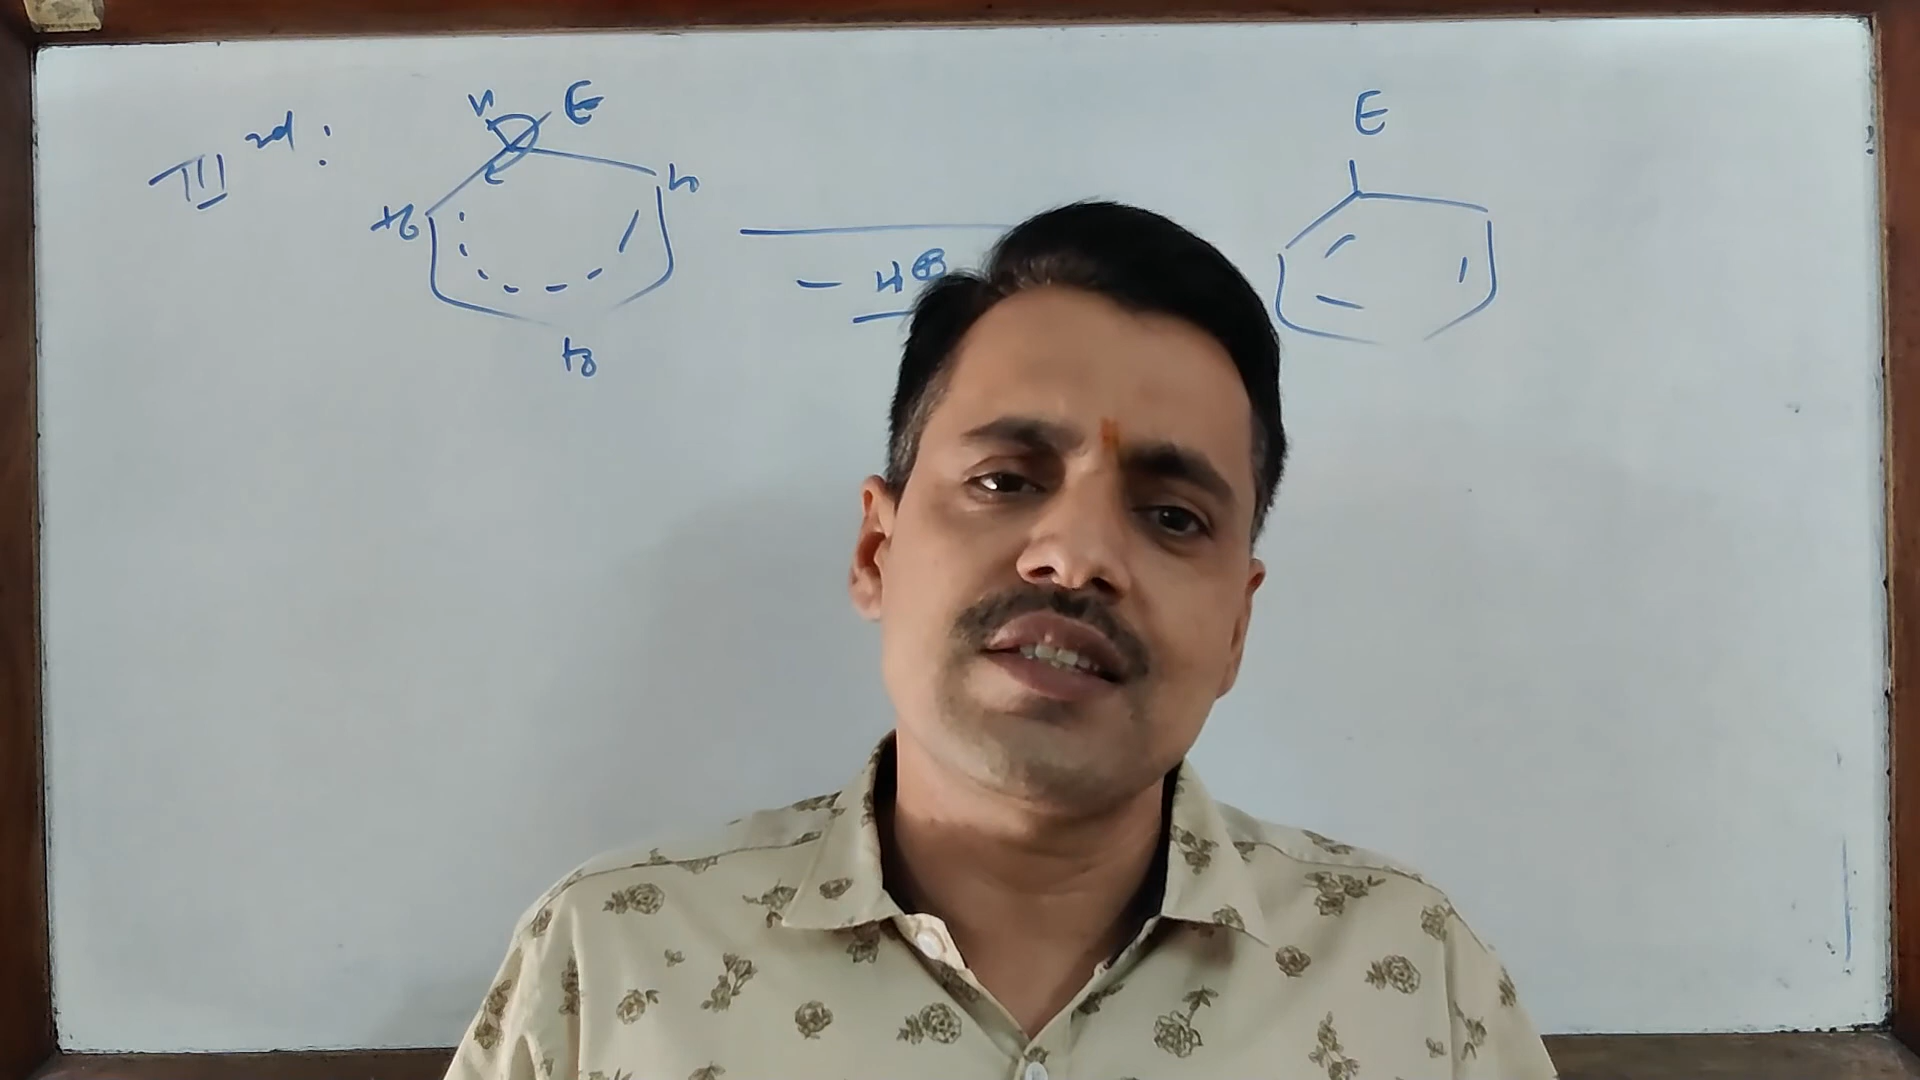 III rd :
H E
H
δ+
δ+
- H⊕
E